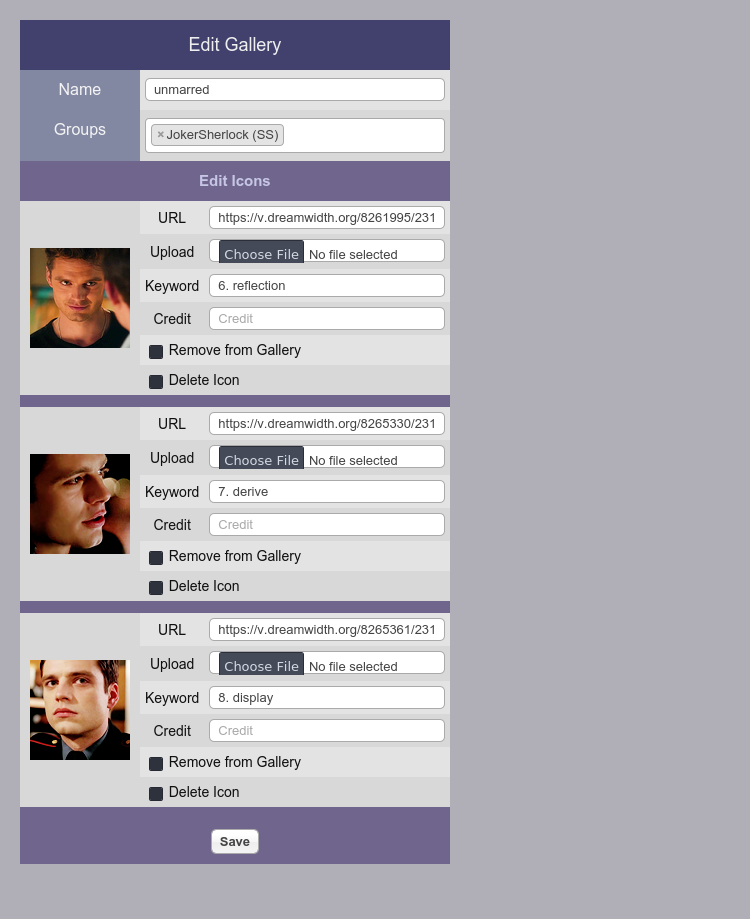 Edit Gallery
Name
unmarred
Groups
×JokerSherlock (SS)
Edit Icons
URL
https://v.dreamwidth.org/8261995/231
Upload
Choose File No file selected
Keyword
6. reflection
Credit
Credit
Remove from Gallery
Delete Icon
URL
https://v.dreamwidth.org/8265330/231
Upload
Choose File No file selected
Keyword
7. derive
Credit
Credit
Remove from Gallery
Delete Icon
URL
https://v.dreamwidth.org/8265361/231
Upload
Choose File No file selected
Keyword
8. display
Credit
Credit
Remove from Gallery
Delete Icon
Save